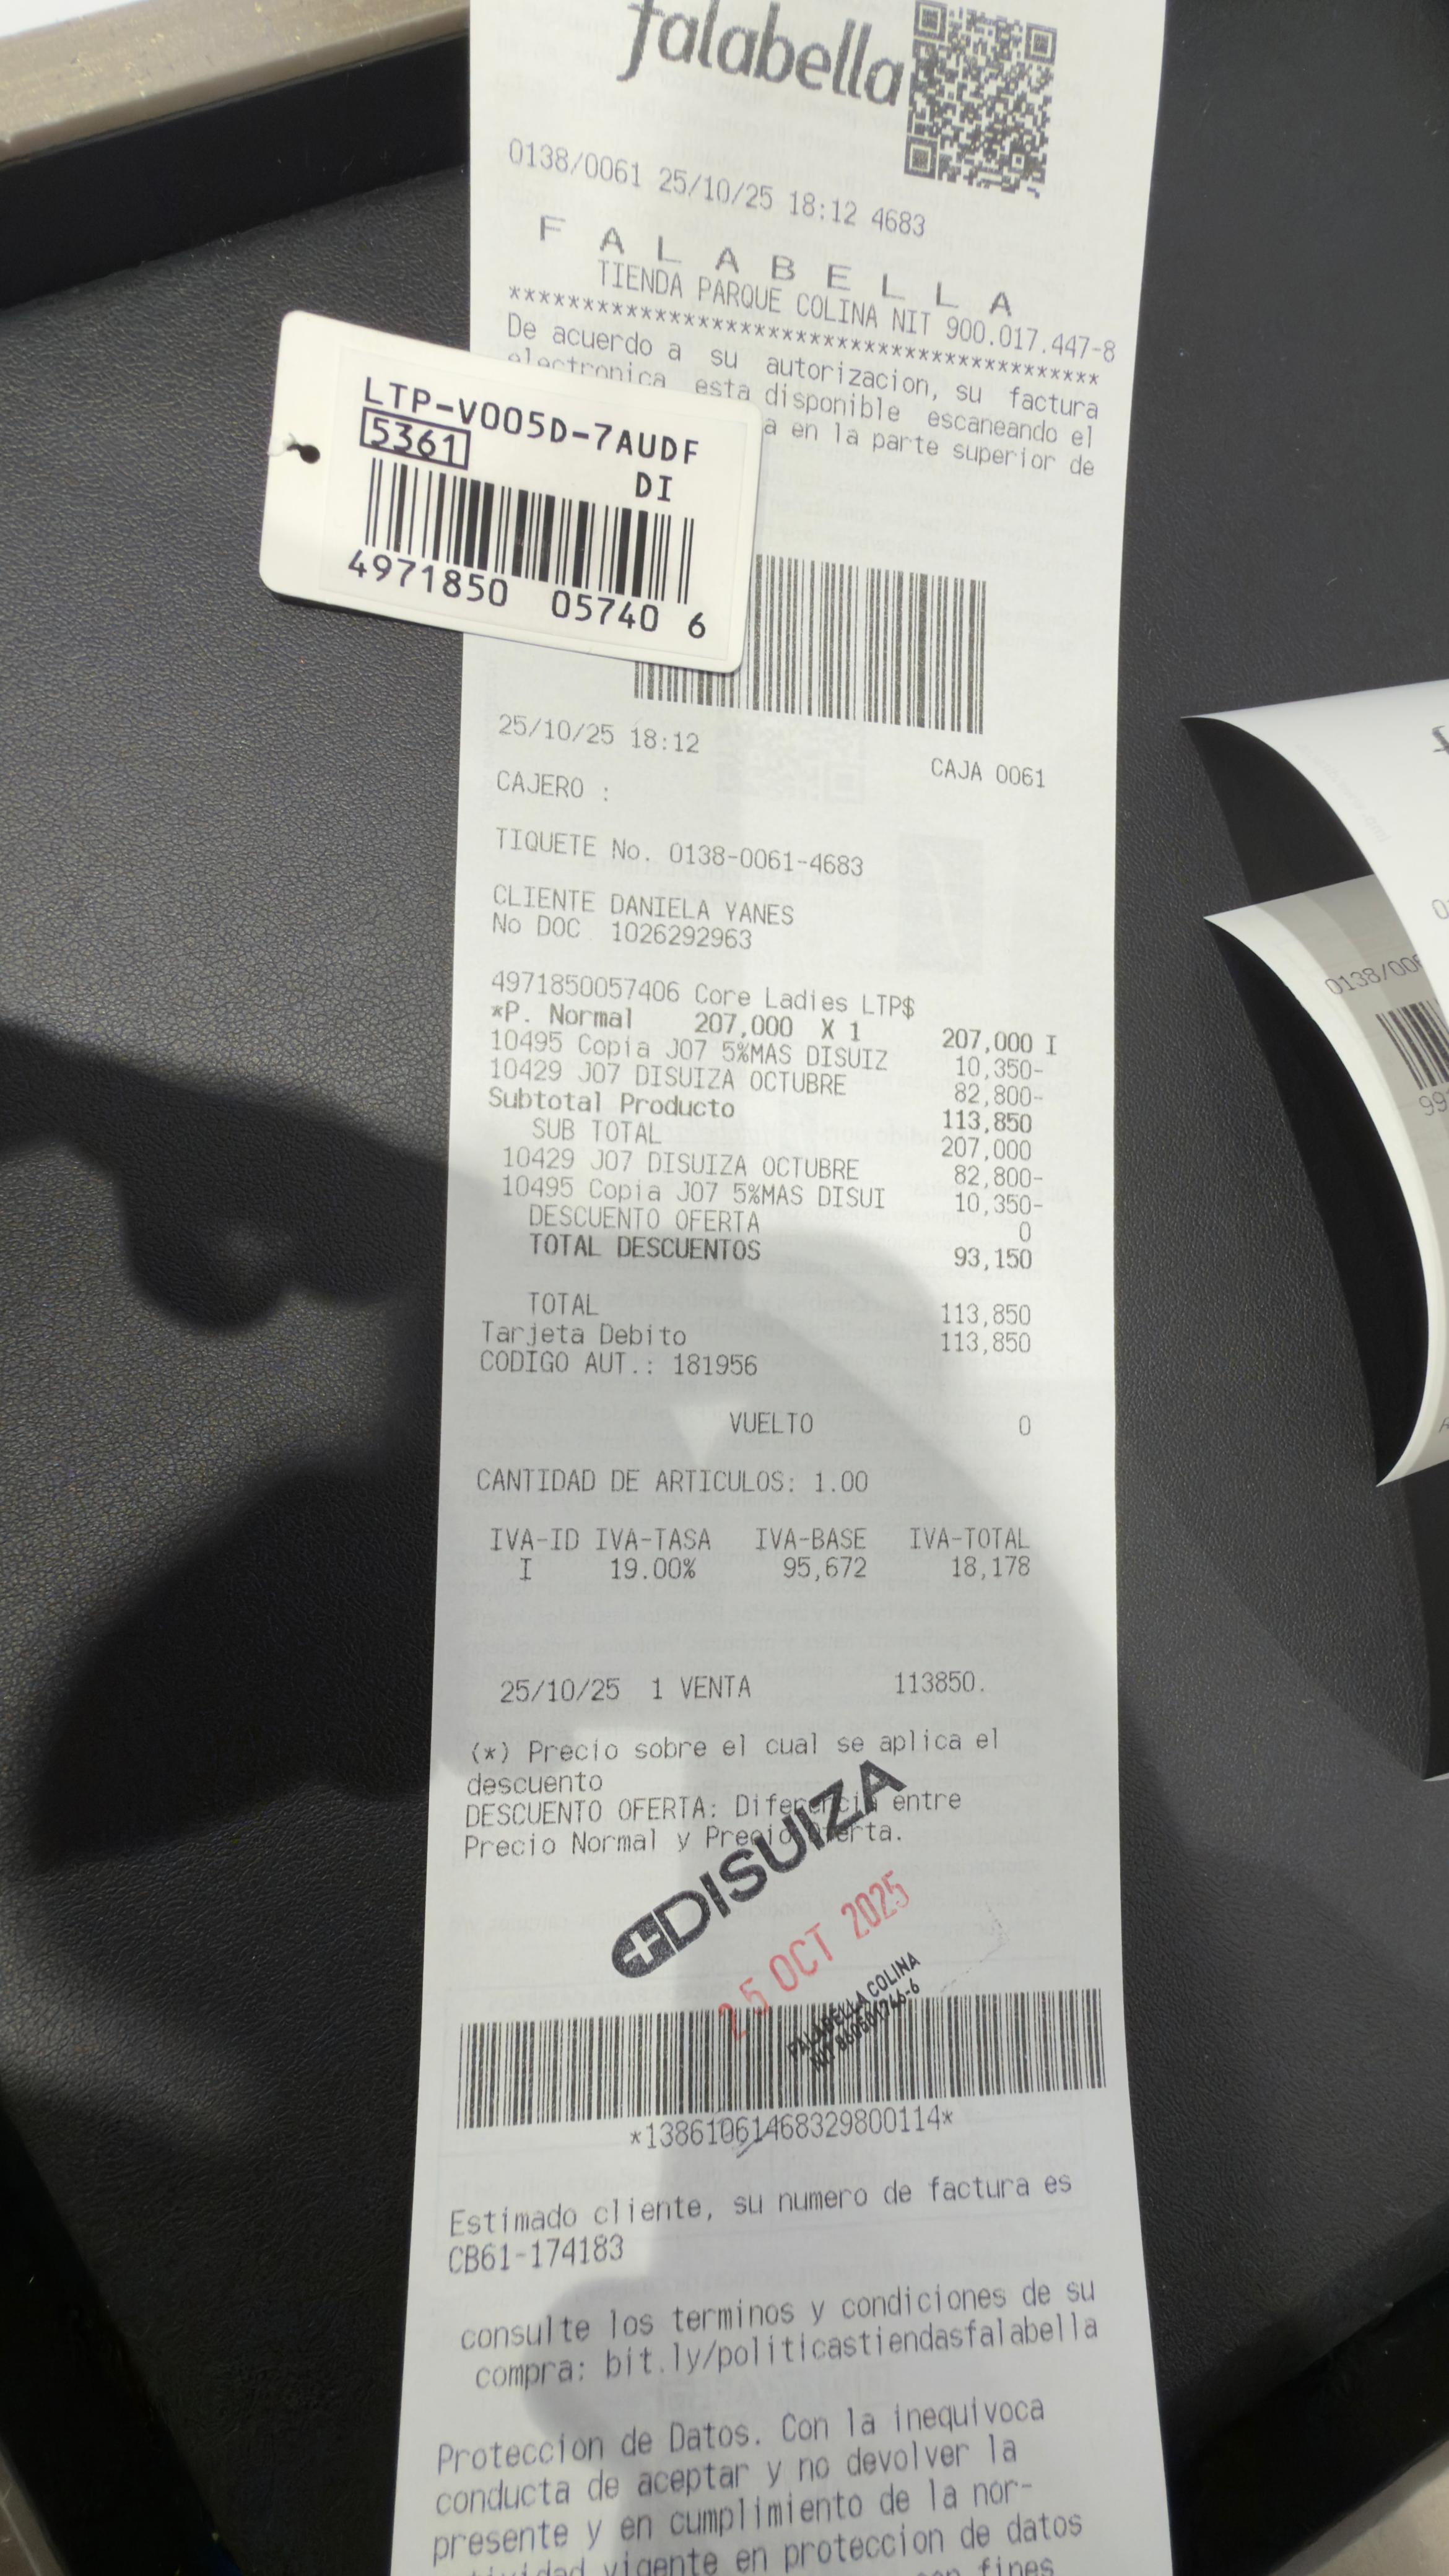 falabella
0138/0061 25/10/25 18:12 4683
F A L A B E L L A
TIENDA PARQUE COLINA NIT 900.017.447-8
******************************************
De acuerdo a su autorizacion, su factura
electronica esta disponible escaneando el
a en la parte superior de
LTP-V005D-7AUDF
5361
DI
4971850 05740 6
25/10/25 18:12
CAJA 0061
CAJERO :
TIQUETE No. 0138-0061-4683
CLIENTE DANIELA YANES
No DOC 1026292963
4971850057406 Core Ladies LTP$
*P. Normal 207,000 X 1 207,000 I
10495 Copia J07 5%MAS DISUIZ 10,350-
10429 J07 DISUIZA OCTUBRE 82,800-
Subtotal Producto 113,850
SUB TOTAL 207,000
10429 J07 DISUIZA OCTUBRE 82,800-
10495 Copia J07 5%MAS DISUI 10,350-
DESCUENTO OFERTA 0
TOTAL DESCUENTOS 93,150
TOTAL 113,850
Tarjeta Debito 113,850
CODIGO AUT.: 181956
VUELTO 0
CANTIDAD DE ARTICULOS: 1.00
IVA-ID IVA-TASA IVA-BASE IVA-TOTAL
I 19.00% 95,672 18,178
25/10/25 1 VENTA 113850.
(*) Precio sobre el cual se aplica el
descuento
DESCUENTO OFERTA: Diferencia entre
Precio Normal y Precio Oferta.
DISUIZA
25 OCT 2025
FALABELLA COLINA
NIT
*13861061468329800114*
Estimado cliente, su numero de factura es
CB61-174183
consulte los terminos y condiciones de su
compra: bit.ly/politicastiendasfalabella
Proteccion de Datos. Con la inequivoca
conducta de aceptar y no devolver la
presente y en cumplimiento de la nor-
vigente en proteccion de datos
fines
0138/006